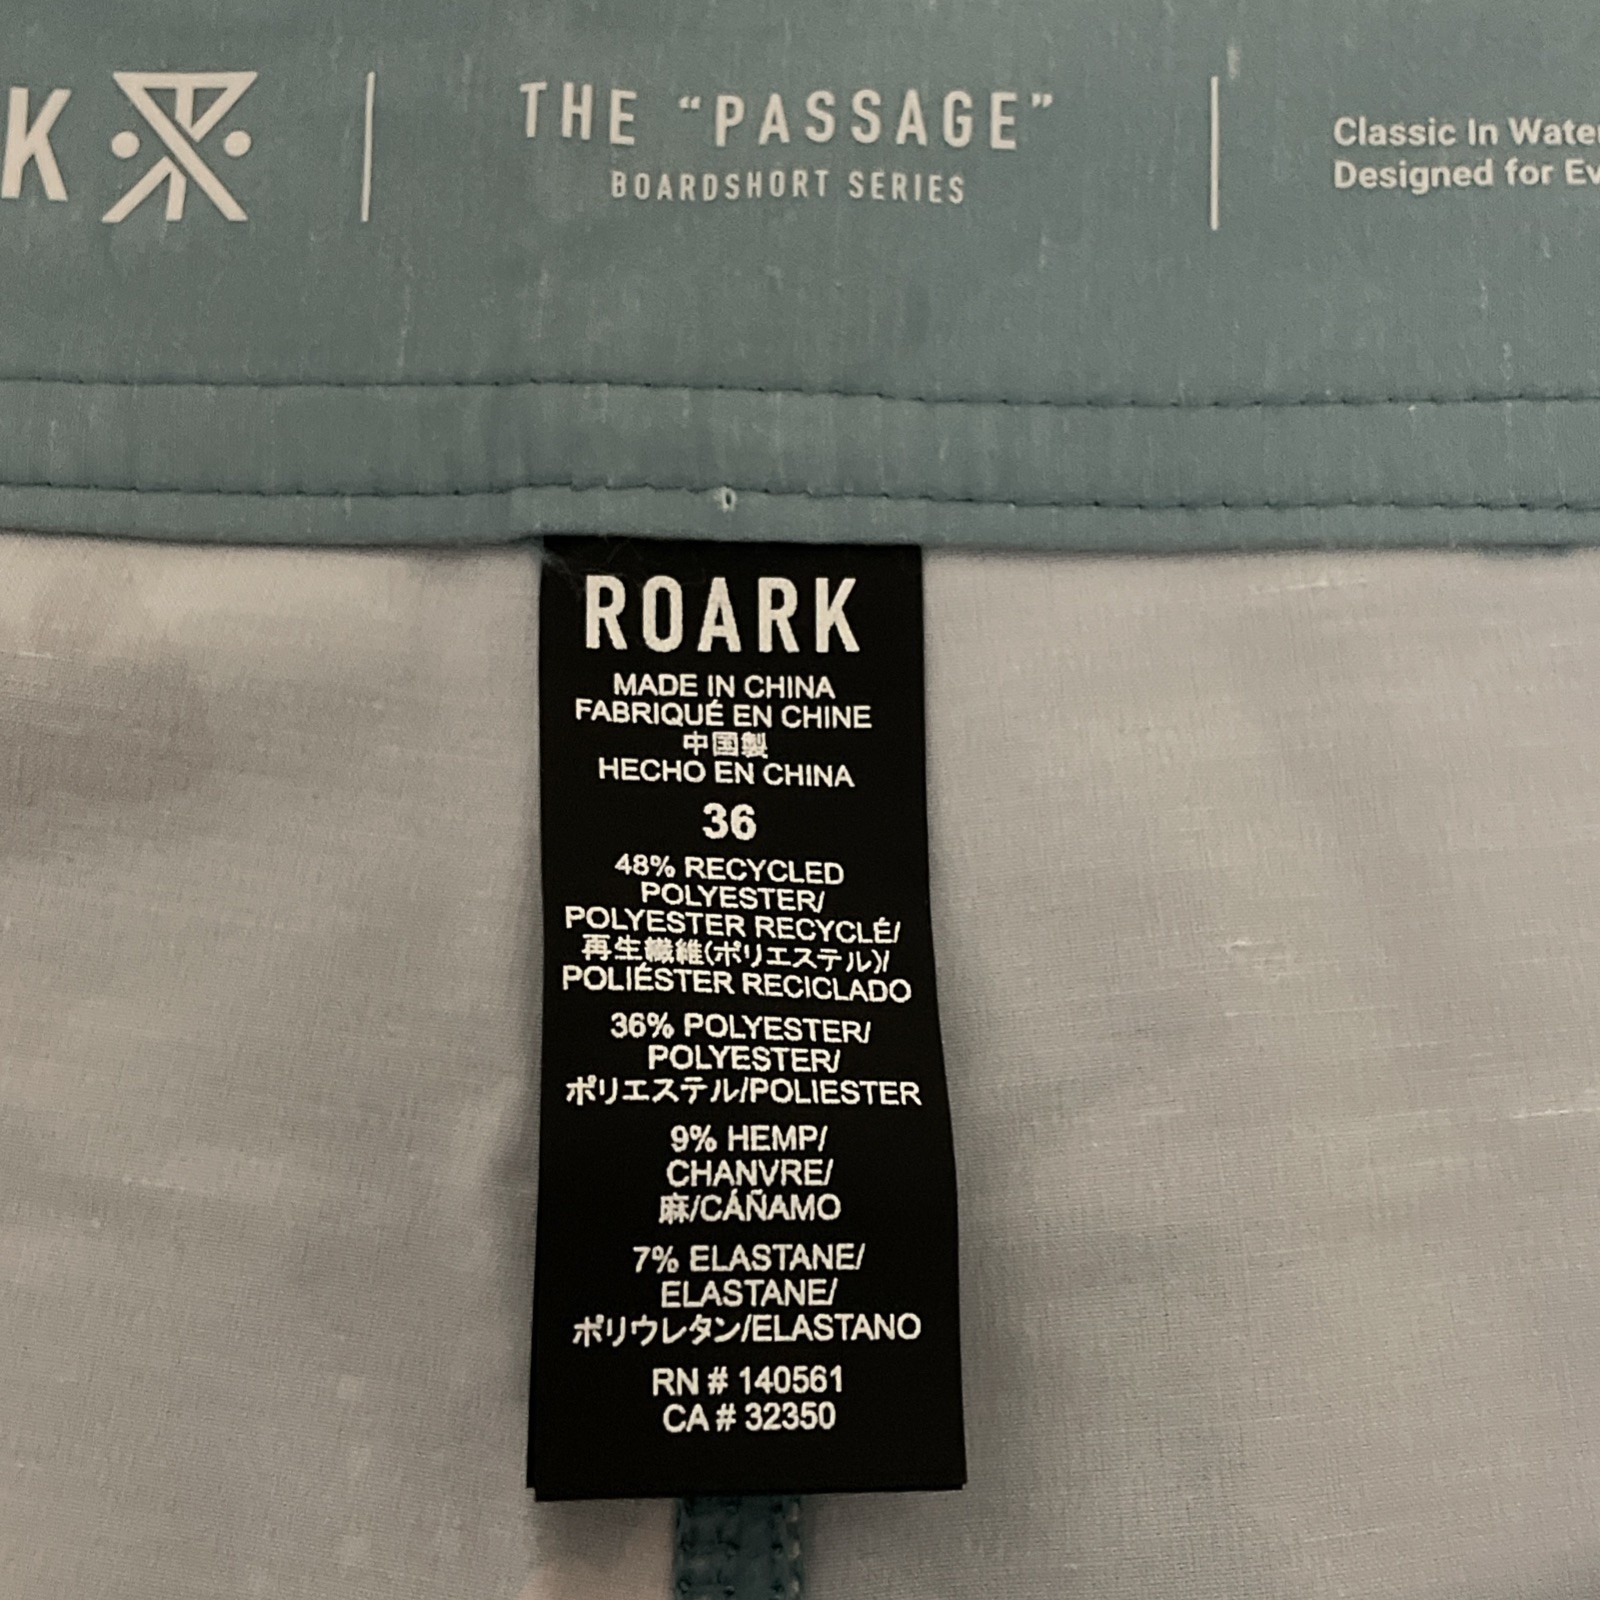 K
THE “PASSAGE”
BOARDSHORT SERIES
Classic In
Designed for
ROARK
MADE IN CHINA
FABRIQUÉ EN CHINE
中国製
HECHO EN CHINA
36
48% RECYCLED
POLYESTER/
POLYESTER RECYCLÉ/
再生繊維(ポリエステル)/
POLIÉSTER RECICLADO
36% POLYESTER/
POLYESTER/
ポリエステル/POLIESTER
9% HEMP/
CHANVRE/
麻/CÁÑAMO
7% ELASTANE/
ELASTANE/
ポリウレタン/ELASTANO
RN # 140561
CA # 32350